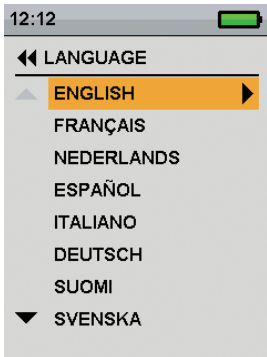 12:12
LANGUAGE
ENGLISH
FRANÇAIS
NEDERLANDS
ESPAÑOL
ITALIANO
DEUTSCH
SUOMI
SVENSKA